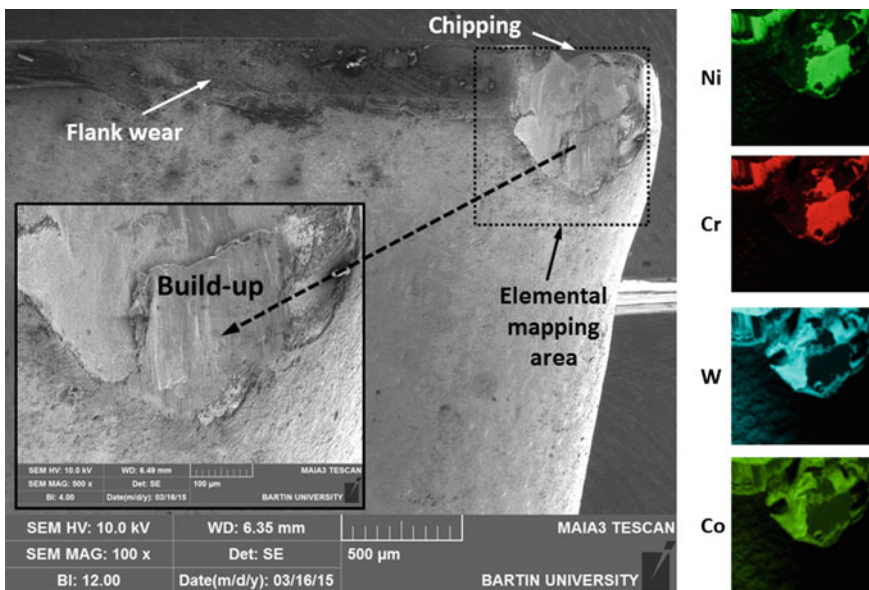 Chipping
Flank wear
Build-up
Elemental
mapping
area
SEM HV: 10.0 kV WD: 6.49 mm MAIA3 TESCAN
SEM MAG: 500 x Det: SE 100 µm
BI: 4.00 Date(m/d/y): 03/16/15 BARTIN UNIVERSITY
SEM HV: 10.0 kV WD: 6.35 mm MAIA3 TESCAN
SEM MAG: 100 x Det: SE 500 µm
BI: 12.00 Date(m/d/y): 03/16/15 BARTIN UNIVERSITY
Ni
Cr
W
Co